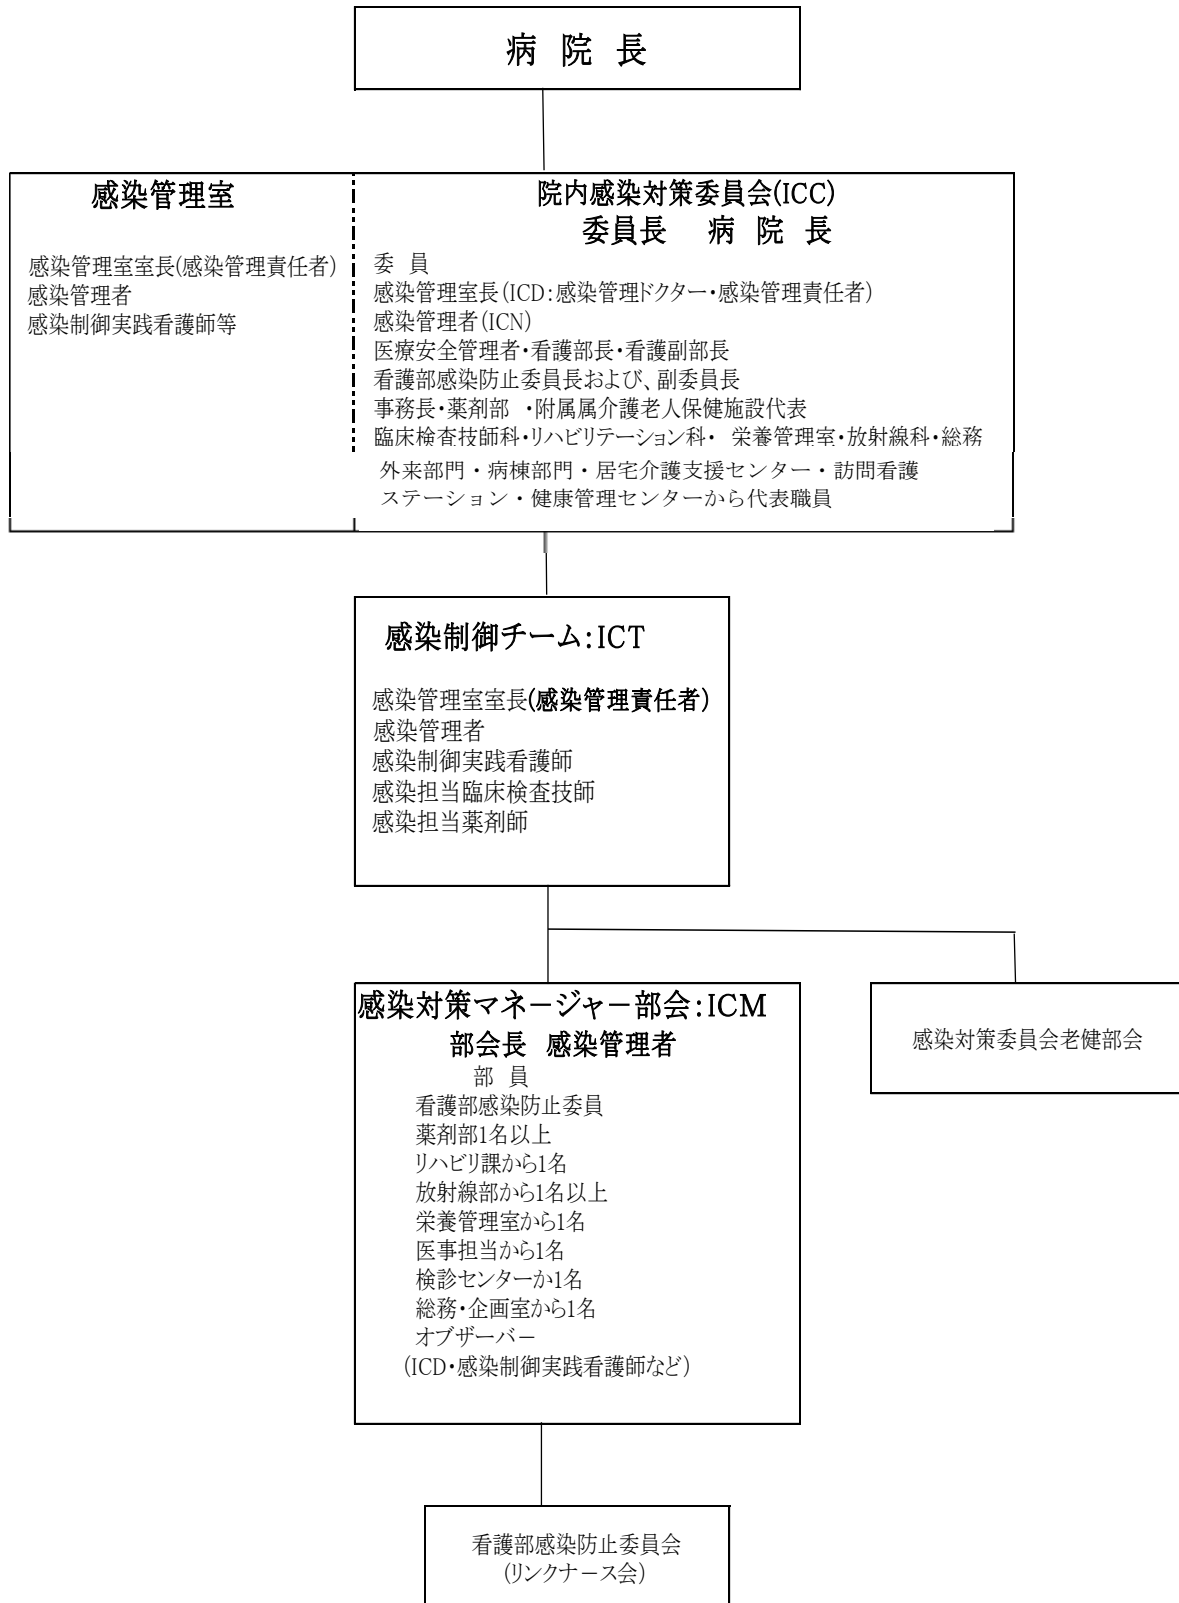 病 院 長
感染管理室
感染管理室室長(感染管理責任者)
感染管理者
感染制御実践看護師等
院内感染対策委員会(ICC)
委員長 病 院 長
委 員
感染管理室長(ICD:感染管理ドクター・感染管理責任者)
感染管理者(ICN)
医療安全管理者・看護部長・看護副部長
看護部感染防止委員長および、副委員長
事務長・薬剤部 ・附属属介護老人保健施設代表
臨床検査技師科・リハビリテーション科・ 栄養管理室・放射線科・総務
外来部門・病棟部門・居宅介護支援センター・訪問看護
ステーション・健康管理センターから代表職員
感染制御チーム:ICT
感染管理室室長(感染管理責任者)
感染管理者
感染制御実践看護師
感染担当臨床検査技師
感染担当薬剤師
感染対策マネージャー部会:ICM
部会長 感染管理者
部 員
看護部感染防止委員
薬剤部1名以上
リハビリ課から1名
放射線部から1名以上
栄養管理室から1名
医事担当から1名
検診センターか1名
総務・企画室から1名
オブザーバー
(ICD・感染制御実践看護師など)
感染対策委員会老健部会
看護部感染防止委員会
(リンクナース会)